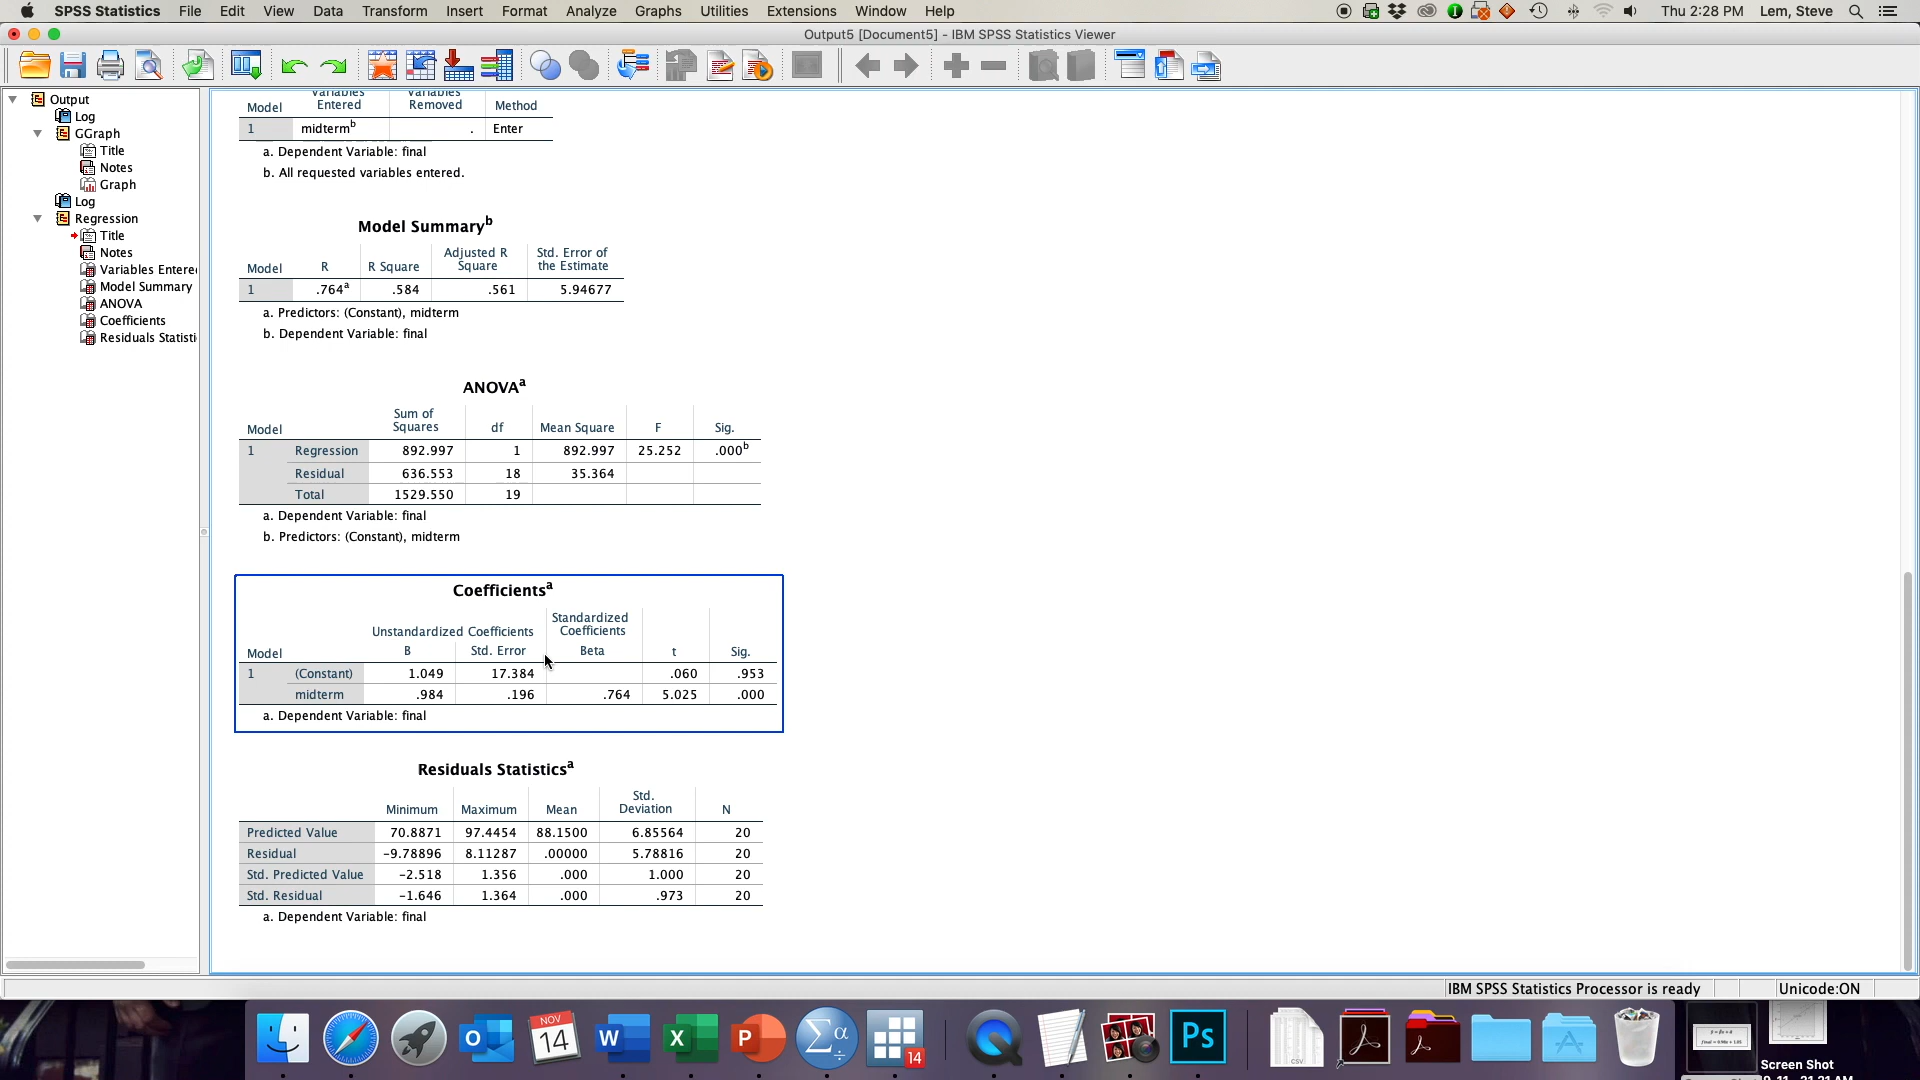 SPSS Statistics File Edit View Data Transform Insert Format Analyze Graphs Utilities Extensions Window Help Thu 2:28 PM Lem, Steve
Output5 [Document5] - IBM SPSS Statistics Viewer
Output
Log
GGraph
Title
Notes
Graph
Log
Regression
Title
Notes
Variables Entere
Model Summary
ANOVA
Coefficients
Residuals Statisti
Model Variables Entered Variables Removed Method
1 midtermb . Enter
a. Dependent Variable: final
b. All requested variables entered.
Model Summaryb
Model R R Square Adjusted R Square Std. Error of the Estimate
1 .764a .584 .561 5.94677
a. Predictors: (Constant), midterm
b. Dependent Variable: final
ANOVAa
Model Sum of Squares df Mean Square F Sig.
1 Regression 892.997 1 892.997 25.252 .000b
Residual 636.553 18 35.364
Total 1529.550 19
a. Dependent Variable: final
b. Predictors: (Constant), midterm
Coefficientsa
Unstandardized Coefficients Standardized Coefficients
Model B Std. Error Beta t Sig.
1 (Constant) 1.049 17.384 .060 .953
midterm .984 .196 .764 5.025 .000
a. Dependent Variable: final
Residuals Statisticsa
Minimum Maximum Mean Std. Deviation N
Predicted Value 70.8871 97.4454 88.1500 6.85564 20
Residual -9.78896 8.11287 .00000 5.78816 20
Std. Predicted Value -2.518 1.356 .000 1.000 20
Std. Residual -1.646 1.364 .000 .973 20
a. Dependent Variable: final
IBM SPSS Statistics Processor is ready Unicode:ON
NOV
14
W
X
P
Σα
14
Ps
CSV
Screen Shot